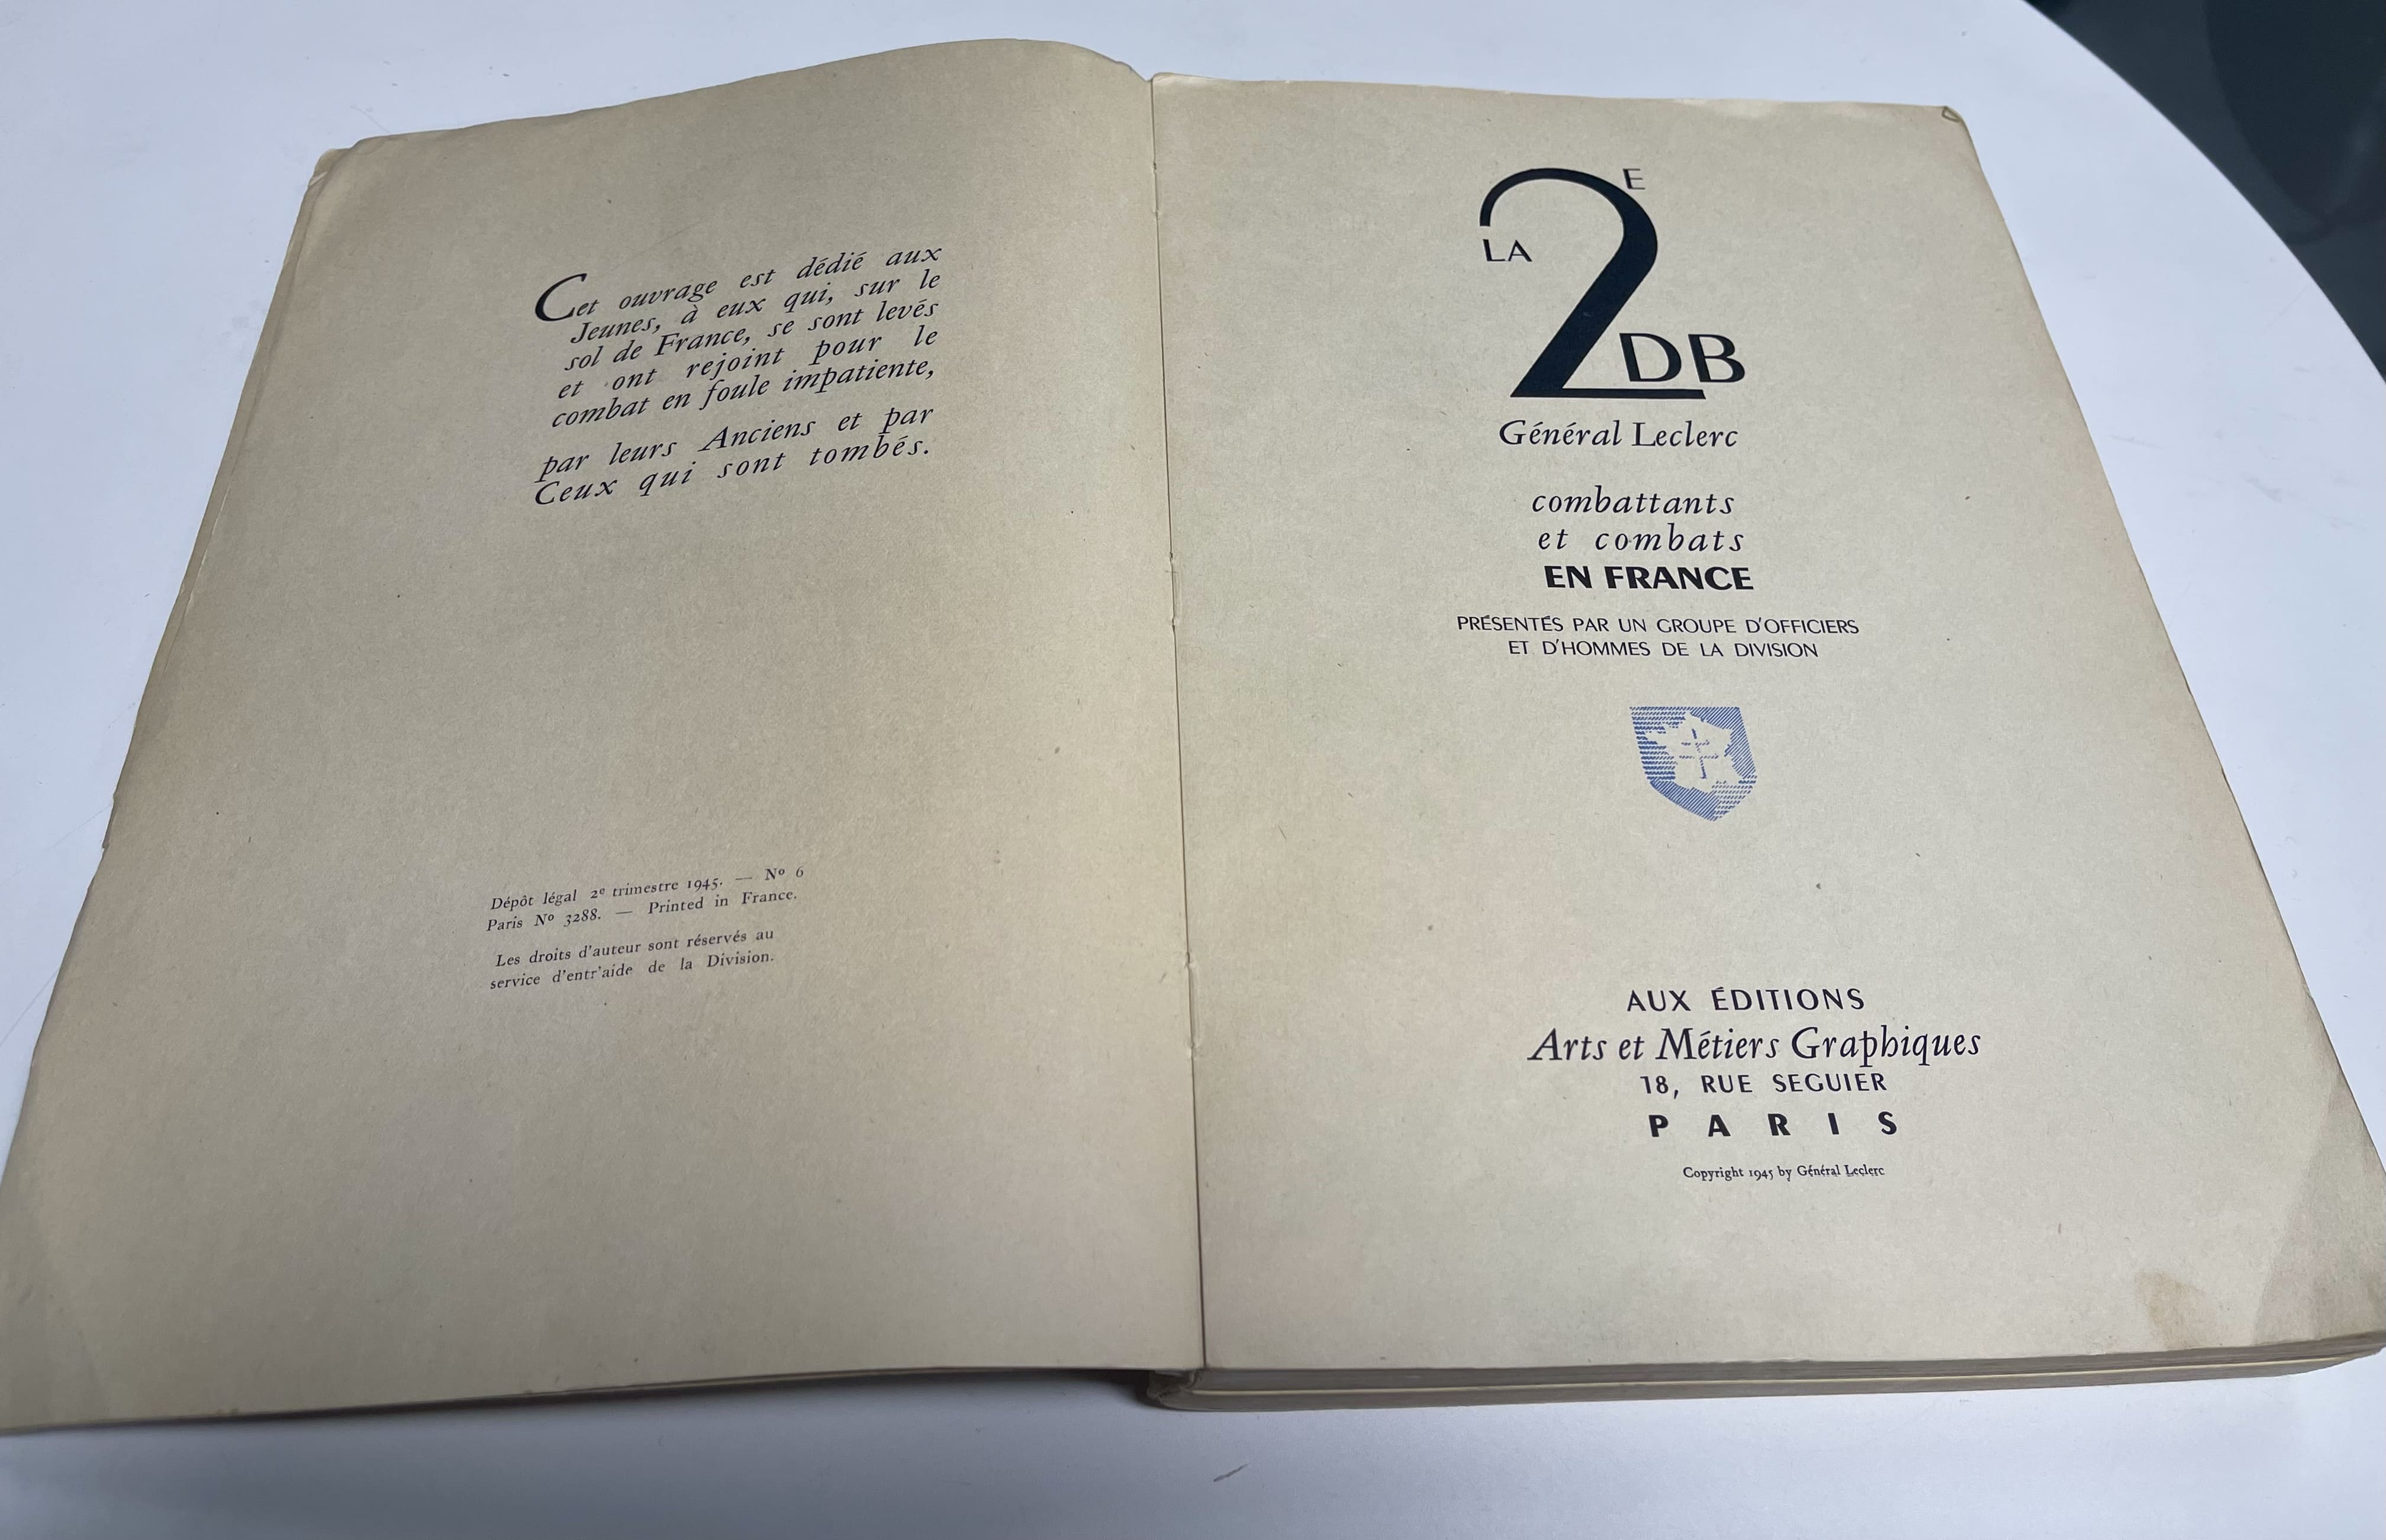 Cet ouvrage est dédié aux
Jeunes, à eux qui, sur le
sol de France, se sont levés
et ont rejoint pour le
combat en foule impatiente,
par leurs Anciens et par
Ceux qui sont tombés.
Dépôt légal 2e trimestre 1945. — No 6
Paris No 3288. — Printed in France.
Les droits d'auteur sont réservés au
service d'entr'aide de la Division.
LA 2E DB
Général Leclerc
combattants
et combats
EN FRANCE
PRÉSENTÉS PAR UN GROUPE D'OFFICIERS
ET D'HOMMES DE LA DIVISION
AUX ÉDITIONS
Arts et Métiers Graphiques
18, RUE SEGUIER
PARIS
Copyright 1945 by Général Leclerc